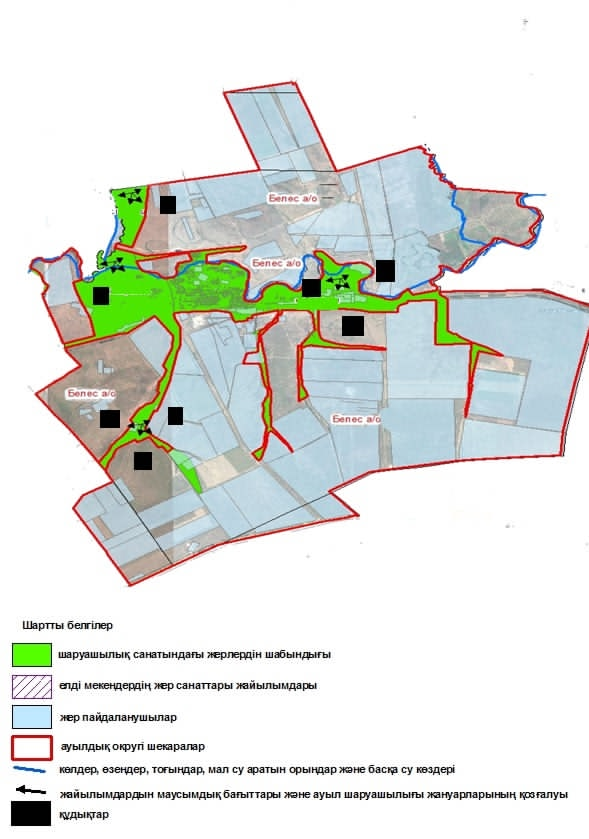 Белес а/о
Белес а/о
Белес а/о
Белес а/о
Шартты белгілер
шаруашылық санатындағы жерлердін шабындығы
елді мекендердің жер санаттары жайылымдары
жер пайдаланушылар
ауылдық округі шекаралар
көлдер, өзендер, тоғындар, мал су аратын орындар және басқа су көздері
жайылымдардын маусымдық бағыттары және ауыл шаруашылығы жануарларының қозғалуы
құдықтар